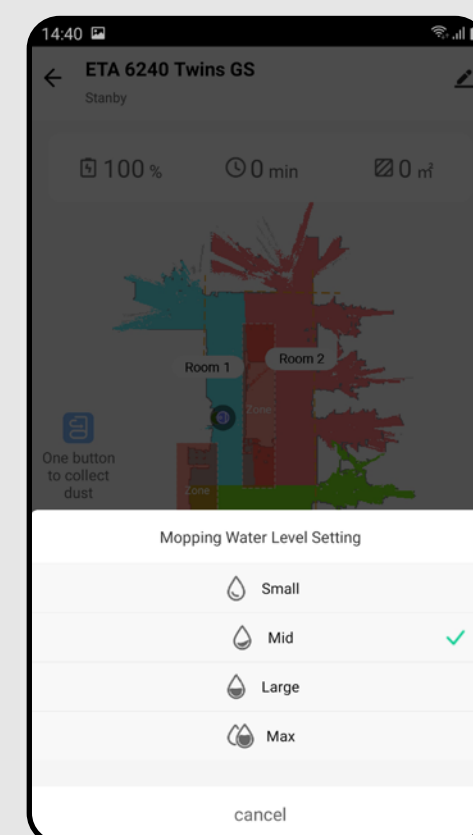 14:40
ETA 6240 Twins GS
Stanby
100 %
0 min
0 ㎡
Room 1
Room 2
Zone
One button
to collect
dust
Zone
Mopping Water Level Setting
Small
Mid
Large
Max
cancel